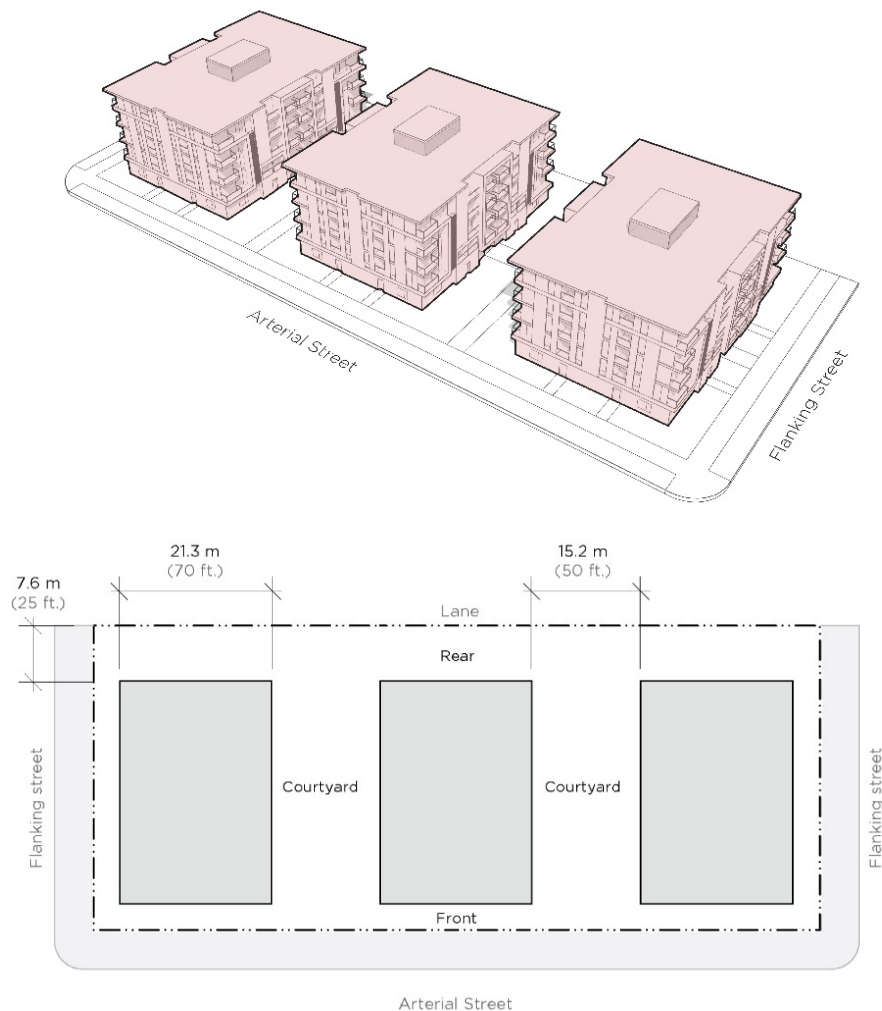 Arterial Street
Flanking Street
21.3 m
(70 ft.)
15.2 m
(50 ft.)
7.6 m
(25 ft.)
Lane
Rear
Flanking street
Courtyard
Courtyard
Flanking street
Front
Arterial Street